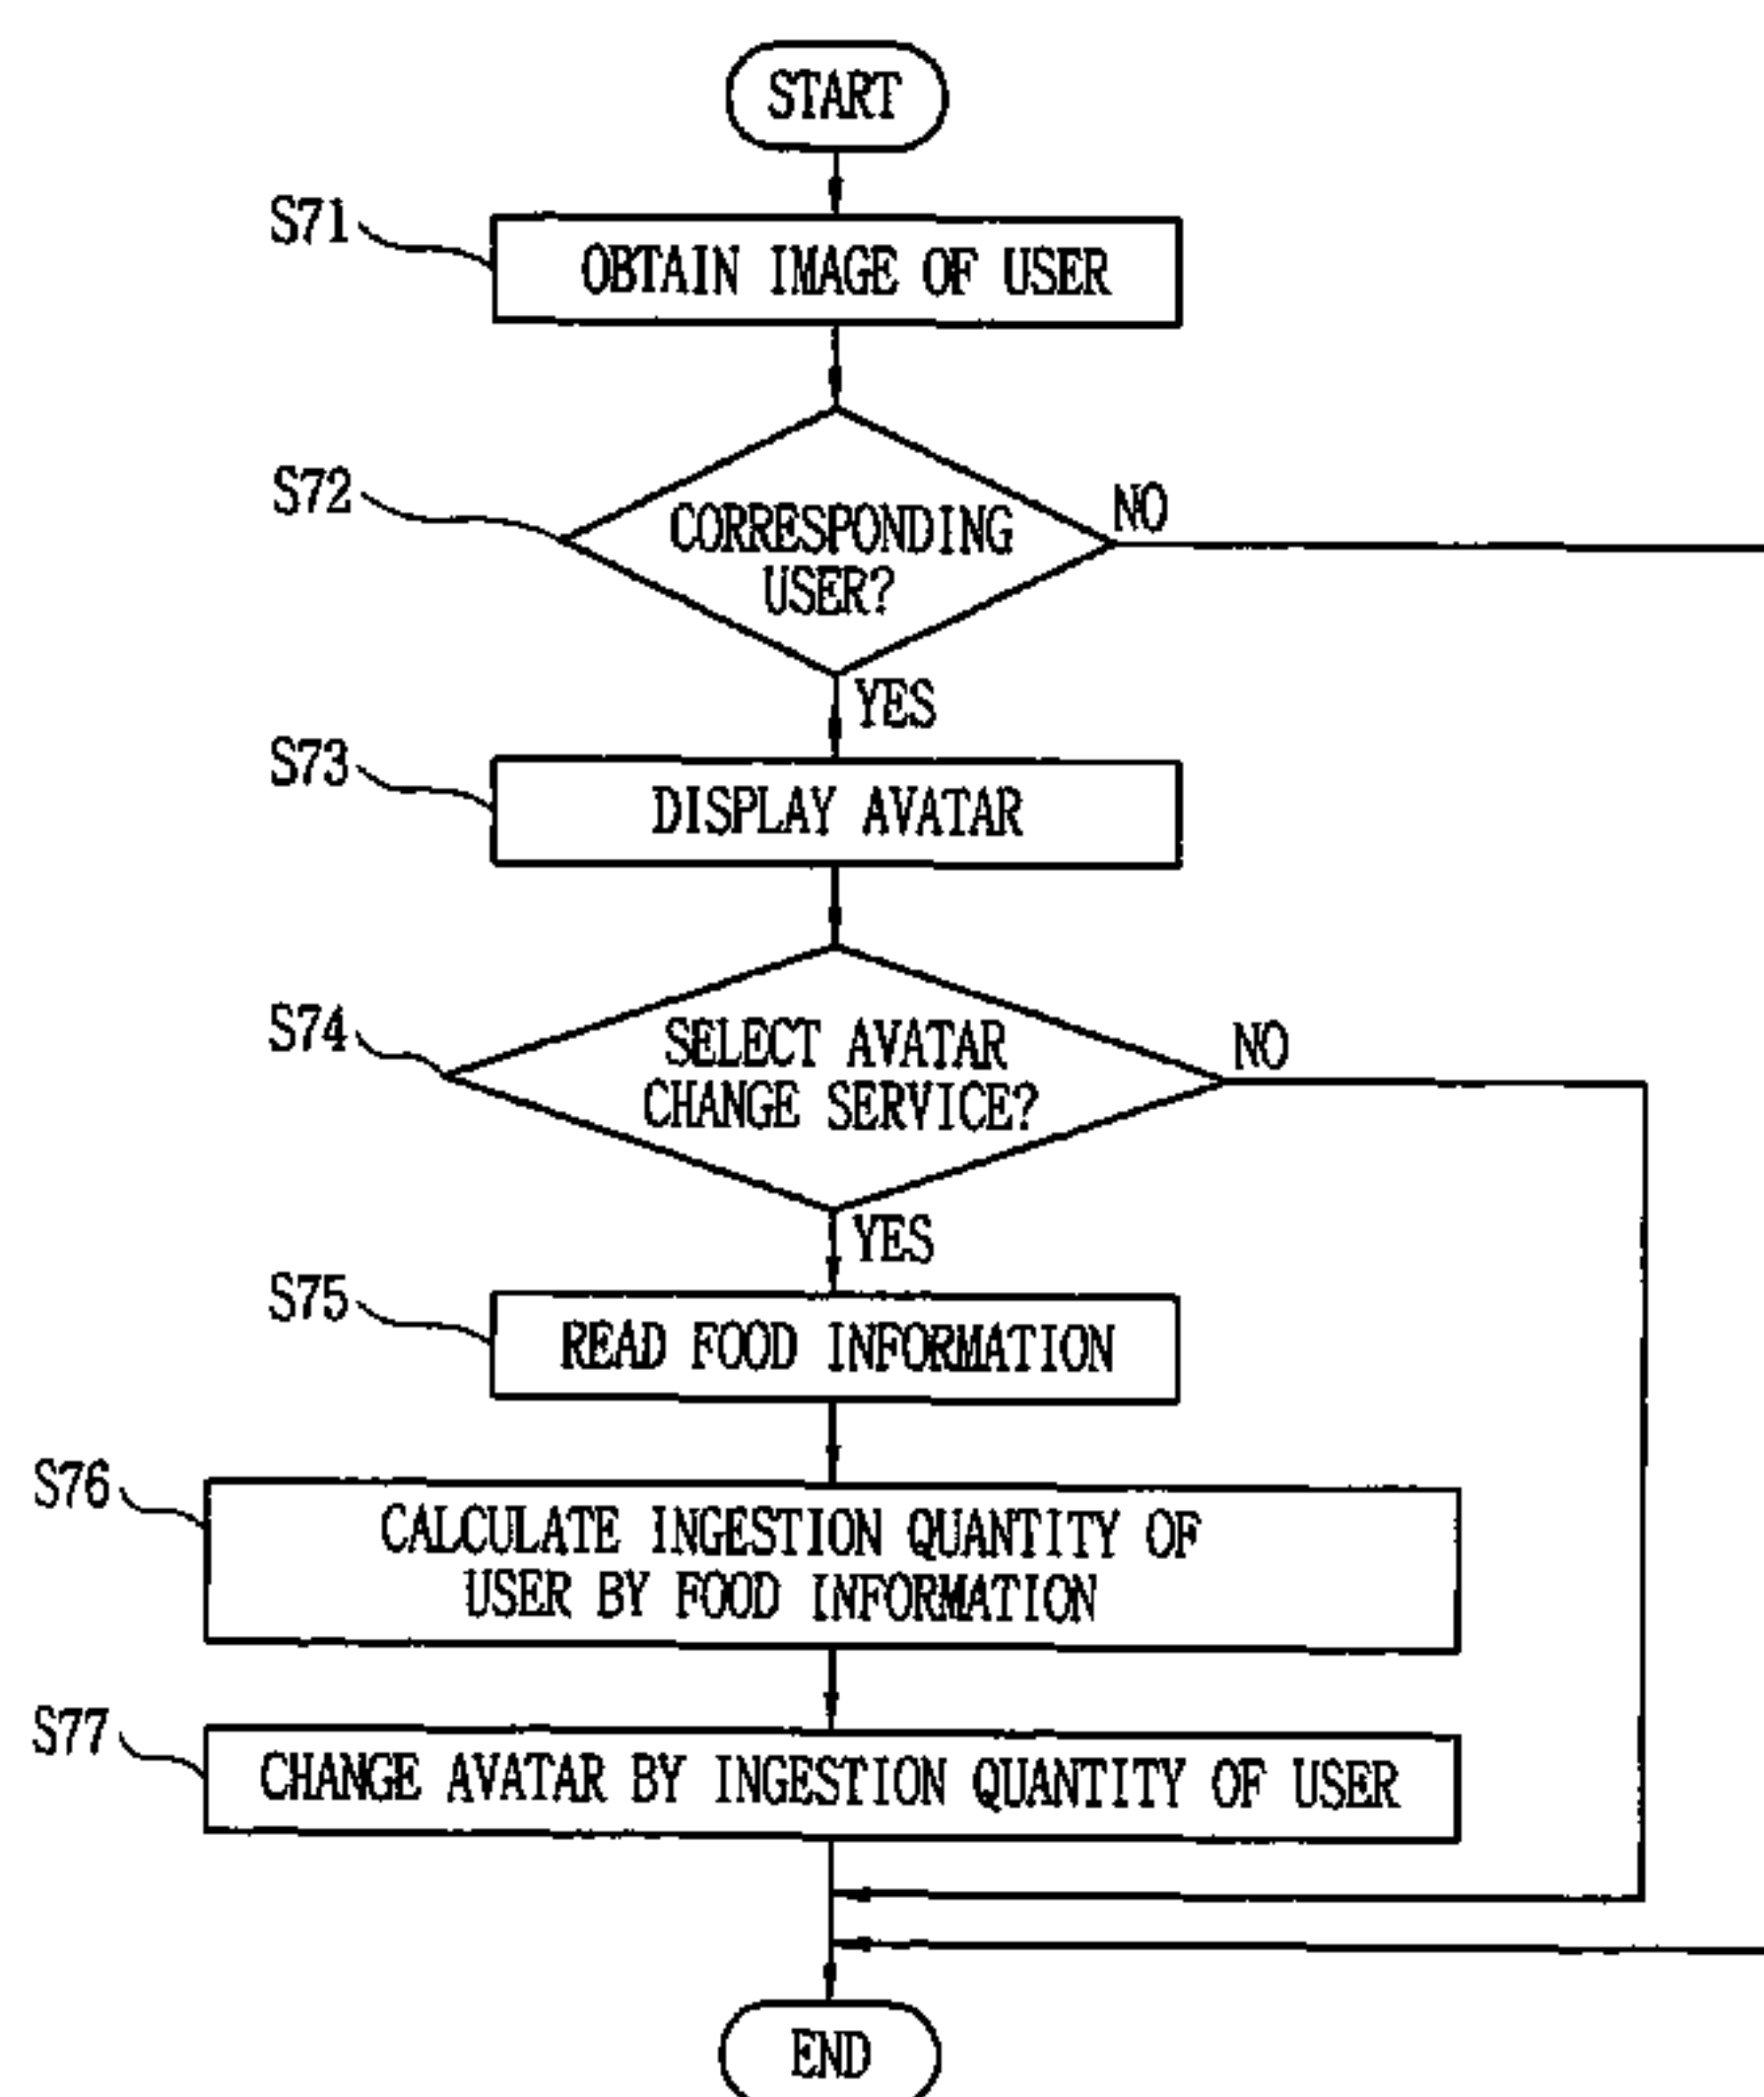 START
S71
OBTAIN IMAGE OF USER
S72
CORRESPONDING
USER?
NO
YES
S73
DISPLAY AVATAR
S74
SELECT AVATAR
CHANGE SERVICE?
NO
YES
S75
READ FOOD INFORMATION
S76
CALCULATE INGESTION QUANTITY OF
USER BY FOOD INFORMATION
S77
CHANGE AVATAR BY INGESTION QUANTITY OF USER
END